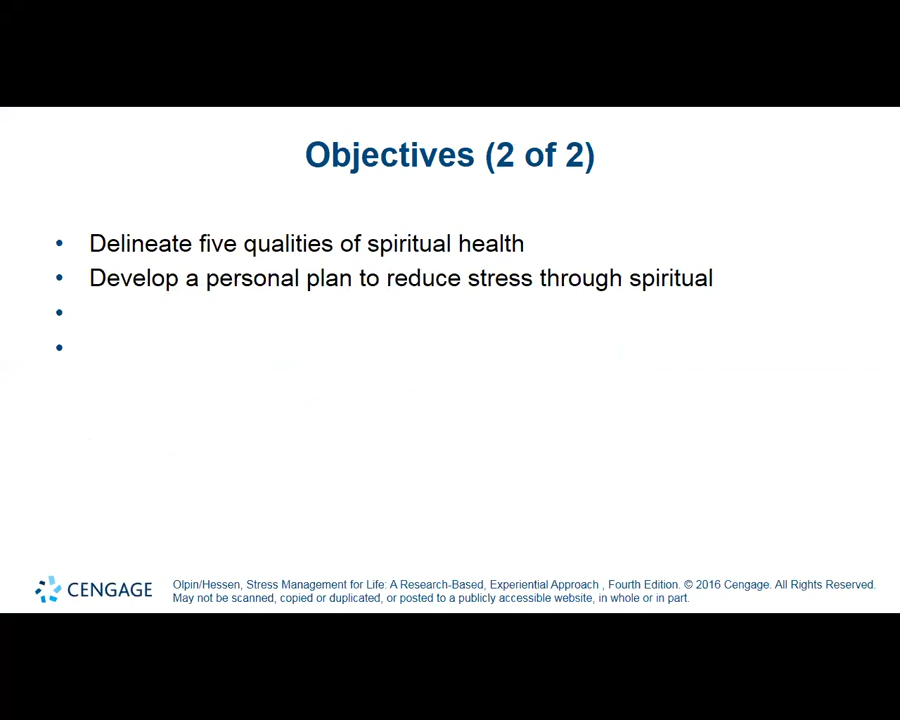 Objectives (2 of 2)
• Delineate five qualities of spiritual health
• Develop a personal plan to reduce stress through spiritual
•
•
CENGAGE
Olpin/Hessen, Stress Management for Life: A Research-Based, Experiential Approach , Fourth Edition. © 2016 Cengage. All Rights Reserved.
May not be scanned, copied or duplicated, or posted to a publicly accessible website, in whole or in part.